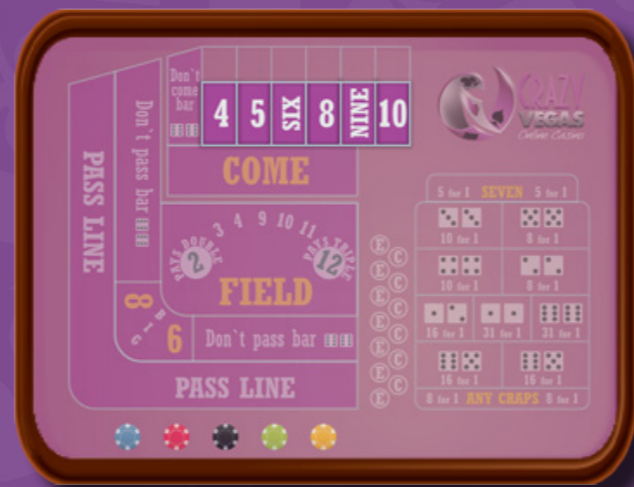 Don't
come
bar
4 5 SIX 8 NINE 10
CRAZY
VEGAS
Online Casino
COME
Don`t pass bar
PASS LINE
5 for 1 SEVEN 5 for 1
10 for 1 8 for 1
10 for 1 8 for 1
16 for 1 31 for 1 31 for 1
16 for 1 16 for 1
8 for 1 ANY CRAPS 8 for 1
3 4 9 10 11
PAYS DOUBLE
2
PAYS TRIPLE
12
FIELD
8
BIG
6
Don`t pass bar
PASS LINE
E C
E C
E C
E C
E C
E C
E C